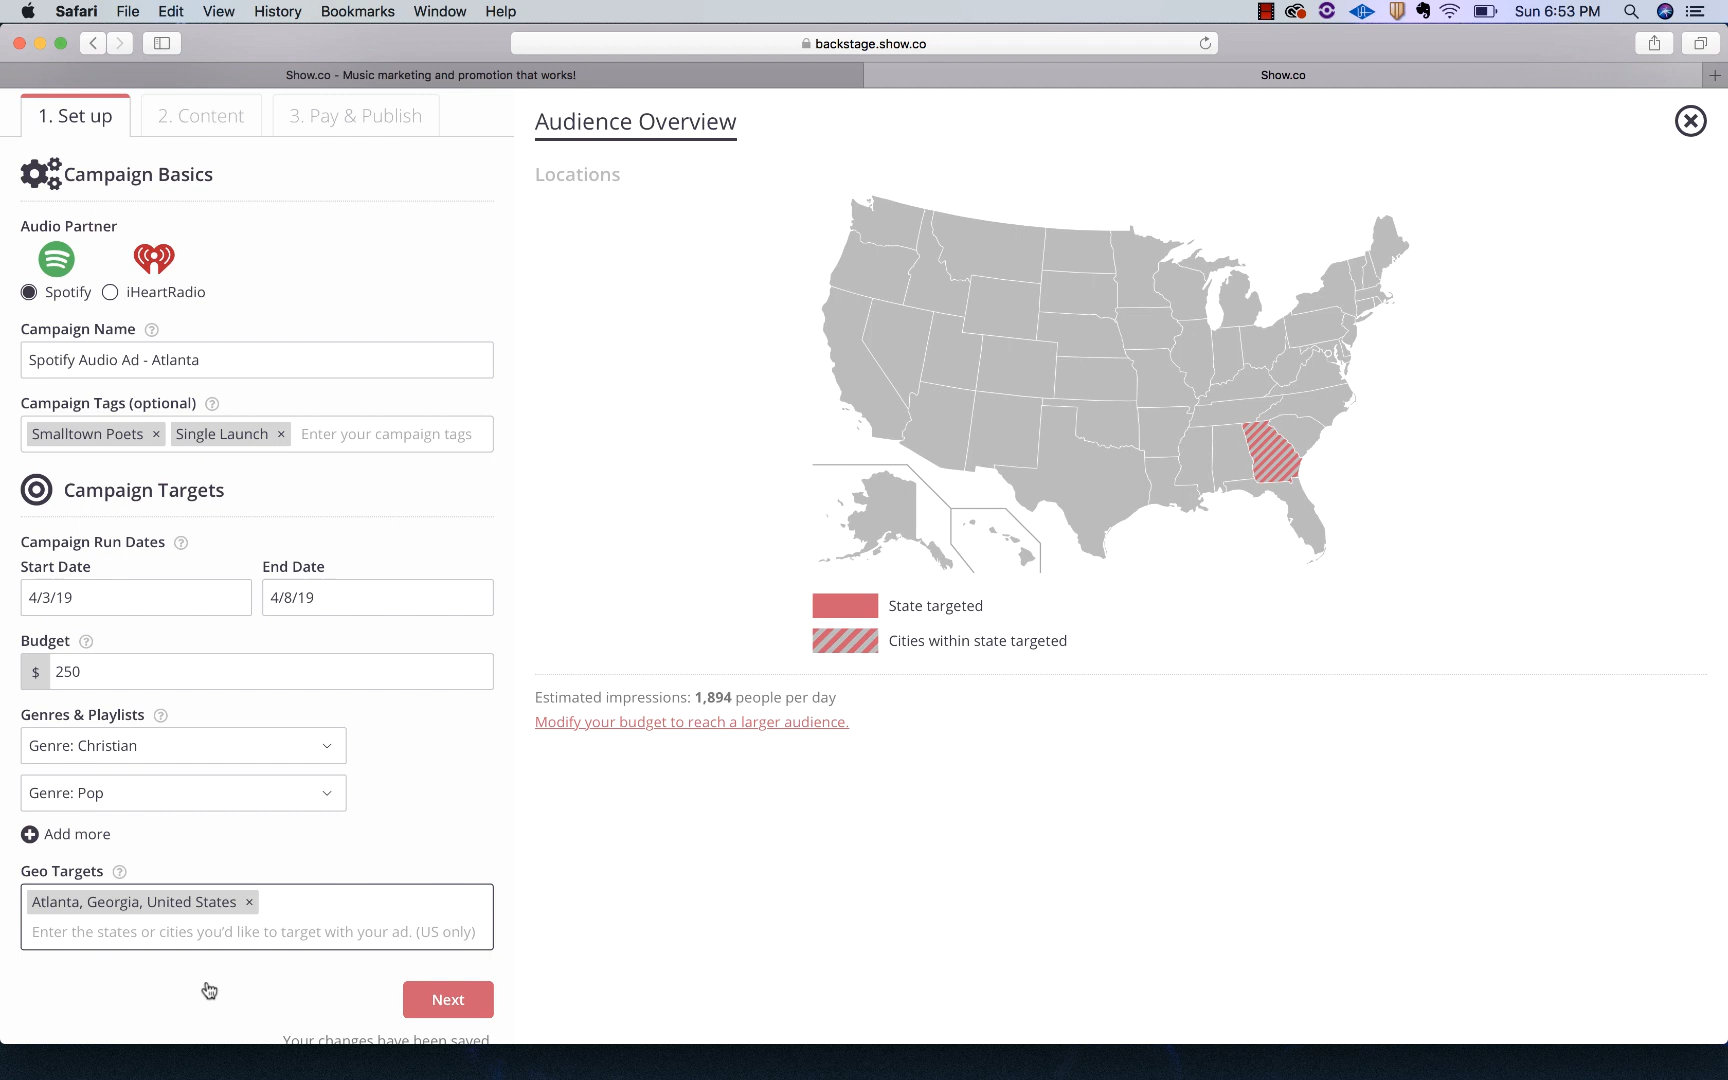 Safari File Edit View History Bookmarks Window Help Sun 6:53 PM
backstage.show.co
Show.co - Music marketing and promotion that works! Show.co
1. Set up 2. Content 3. Pay & Publish
Audience Overview
Campaign Basics
Locations
Audio Partner
Spotify iHeartRadio
Campaign Name ?
Spotify Audio Ad - Atlanta
Campaign Tags (optional) ?
Smalltown Poets × Single Launch × Enter your campaign tags
Campaign Targets
Campaign Run Dates ?
Start Date End Date
4/3/19 4/8/19
Budget ?
$ 250
Genres & Playlists ?
Genre: Christian
Genre: Pop
Add more
Geo Targets ?
Atlanta, Georgia, United States ×
Enter the states or cities you'd like to target with your ad. (US only)
Next
Your changes have been saved
State targeted
Cities within state targeted
Estimated impressions: 1,894 people per day
Modify your budget to reach a larger audience.